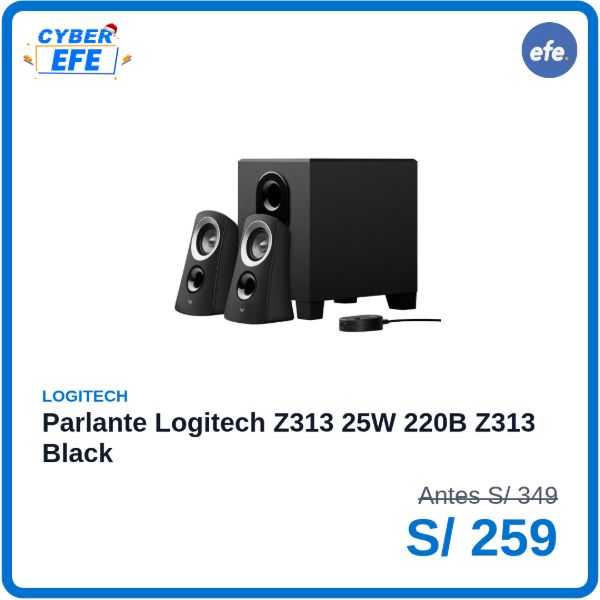 CYBER
EFE
efe.
LOGITECH
Parlante Logitech Z313 25W 220B Z313
Black
Antes S/ 349
S/ 259